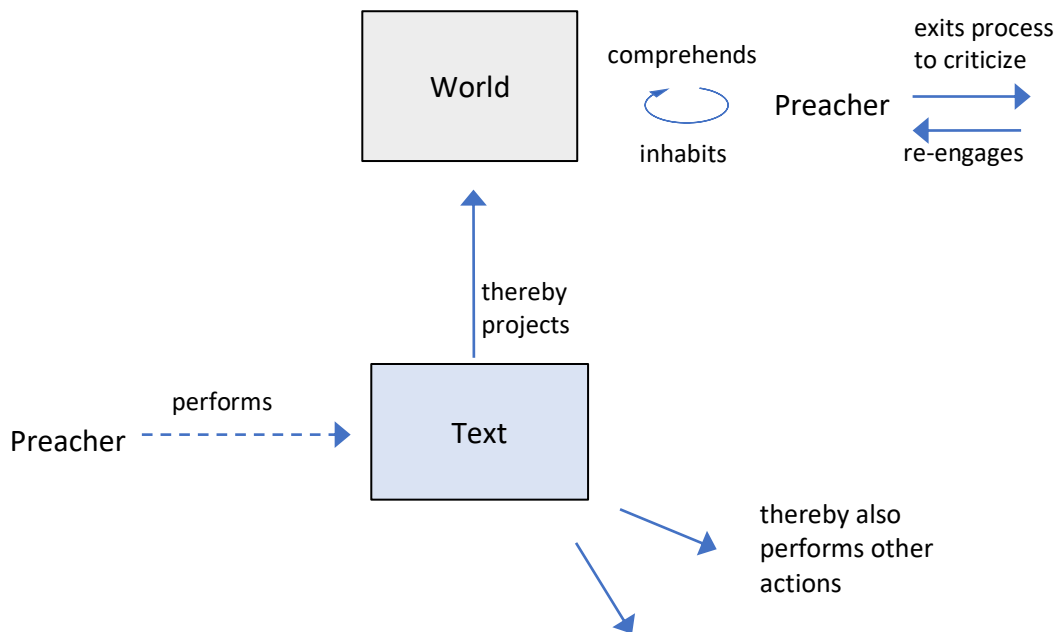 exits process
to criticize
comprehends
World
Preacher
inhabits
re-engages
thereby
projects
performs
Preacher
Text
thereby also
performs other
actions